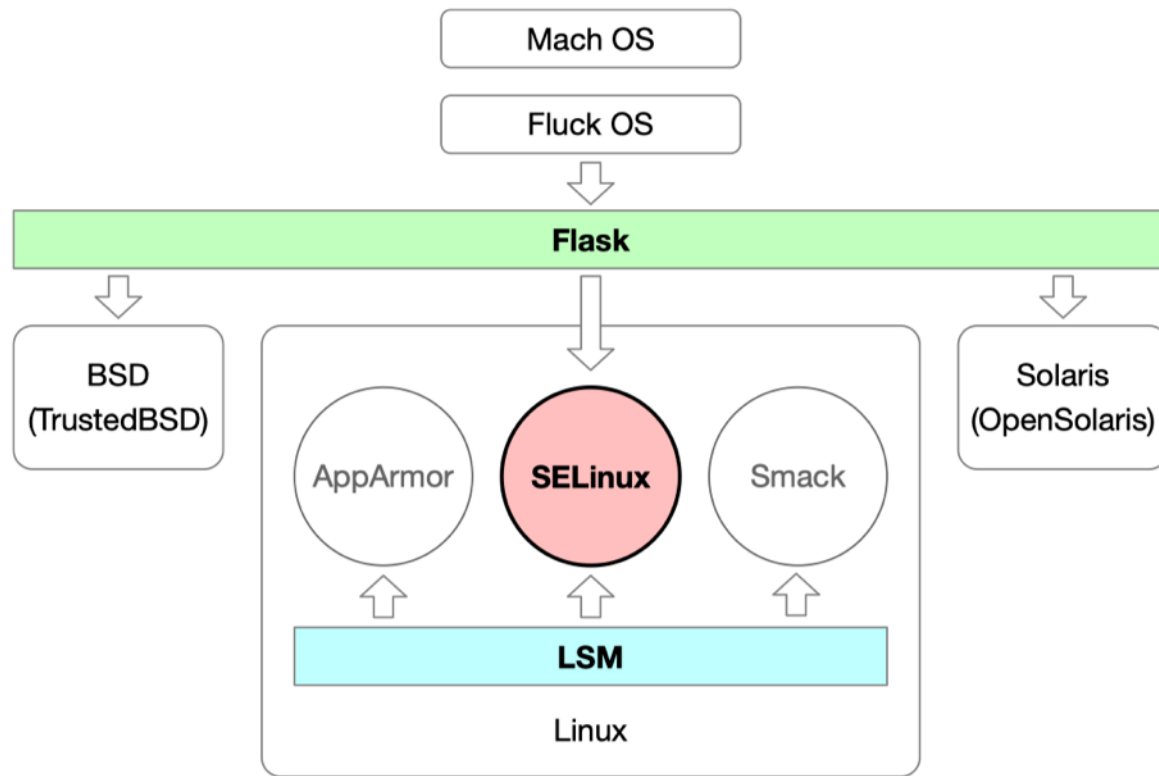 Mach OS
Fluck OS
Flask
BSD
(TrustedBSD)
Solaris
(OpenSolaris)
AppArmor
SELinux
Smack
LSM
Linux